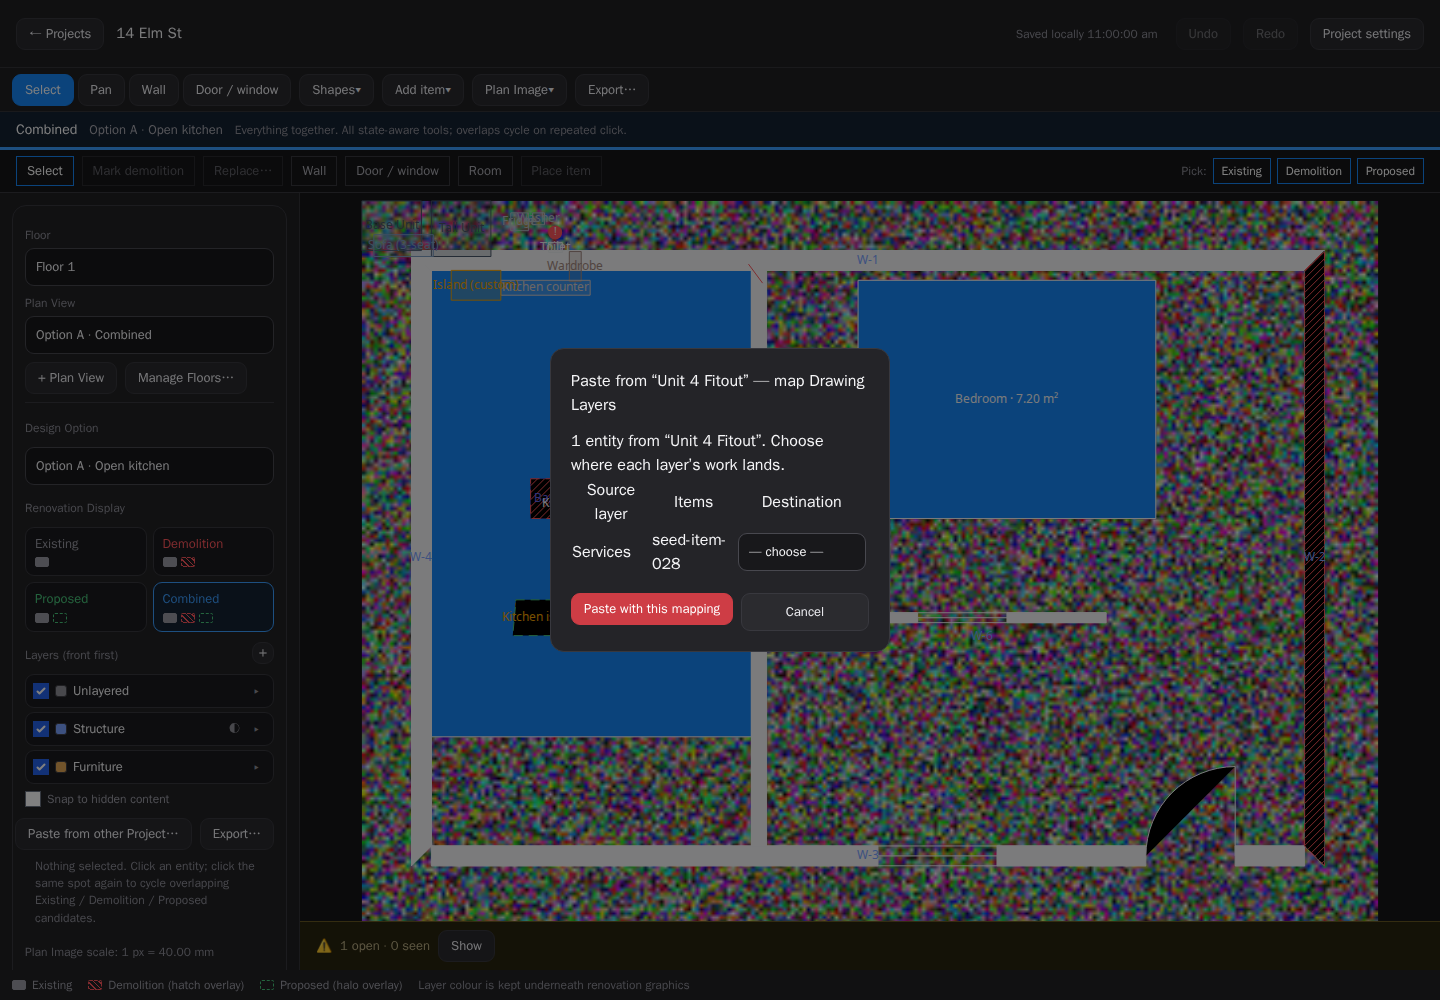 ← Projects
14 Elm St
Saved locally 11:00:00 am
Undo
Redo
Project settings
Select
Pan
Wall
Door / window
Shapes▾
Add item▾
Plan Image▾
Export⋯
Combined
Option A · Open kitchen
Everything together. All state-aware tools; overlaps cycle on repeated click.
Select
Mark demolition
Replace⋯
Wall
Door / window
Room
Place item
Pick:
Existing
Demolition
Proposed
Floor
Floor 1
Plan View
Option A · Combined
+ Plan View
Manage Floors⋯
Design Option
Option A · Open kitchen
Renovation Display
Existing
Demolition
Proposed
Combined
Layers (front first)
+
Unlayered
Structure
Furniture
Snap to hidden content
Paste from other Project⋯
Export⋯
Nothing selected. Click an entity; click the
same spot again to cycle overlapping
Existing / Demolition / Proposed
candidates.
Plan Image scale: 1 px = 40.00 mm
Toilet
Wardrobe
Kitchen counter
W-1
Bedroom · 7.20 m²
W-4
W-2
W-3
Paste from “Unit 4 Fitout” — map Drawing
Layers
1 entity from “Unit 4 Fitout”. Choose
where each layer’s work lands.
Source
layer
Items
Destination
Services
seed-item-
028
— choose —
Paste with this mapping
Cancel
1 open · 0 seen
Show
Existing
Demolition (hatch overlay)
Proposed (halo overlay)
Layer colour is kept underneath renovation graphics